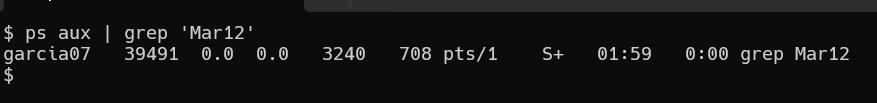 $ ps aux | grep 'Mar12'
garcia07   39491  0.0  0.0   3240   708 pts/1    S+   01:59   0:00 grep Mar12
$